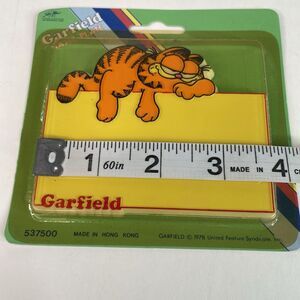 Garfield
1 60in 2 3 MADE IN 4
Garfield
537500 MADE IN HONG KONG GARFIELD © 1978 United Feature Syndicate, Inc.